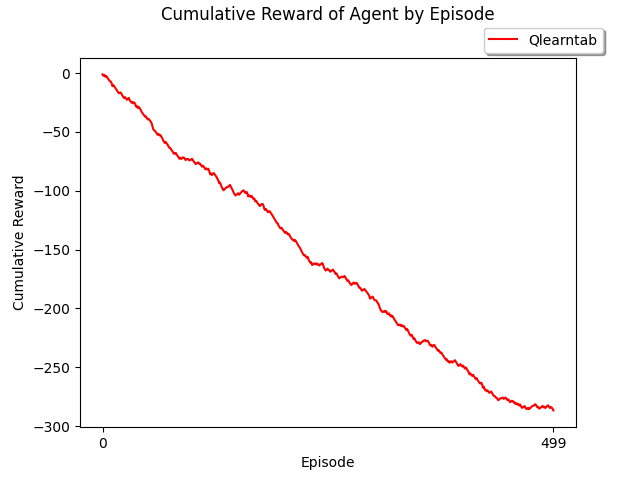 Cumulative Reward of Agent by Episode
Qlearntab
0
−50
−100
−150
−200
−250
−300
Cumulative Reward
0
499
Episode